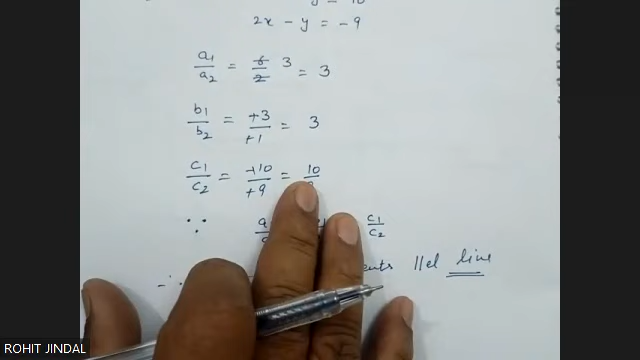 2x - y = -9
a₁/a₂ = 6/2 3 = 3
b₁/b₂ = +3/+1 = 3
c₁/c₂ = +10/+9 = 10
∵ c₁/c₂
∴ llel line
ROHIT JINDAL